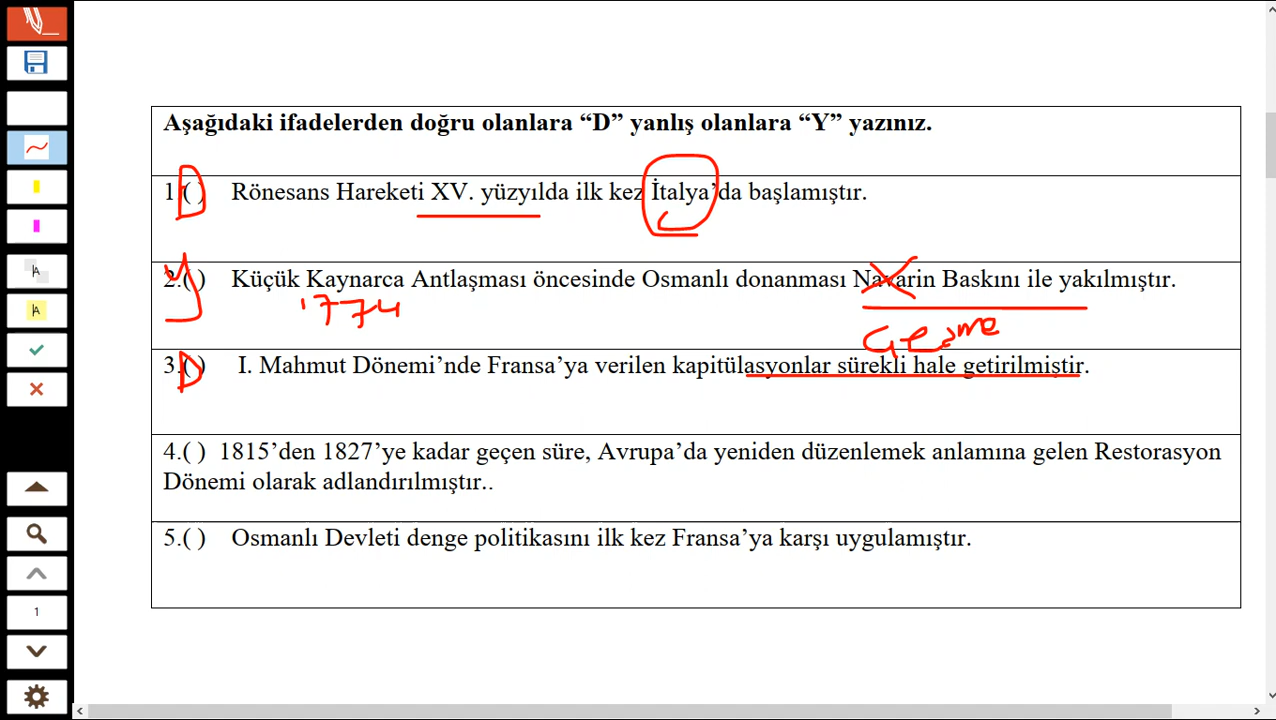 Aşağıdaki ifadelerden doğru olanlara “D” yanlış olanlara “Y” yazınız.
1.( ) D Rönesans Hareketi XV. yüzyılda ilk kez İtalya’da başlamıştır.
2.( ) Y Küçük Kaynarca Antlaşması öncesinde Osmanlı donanması Navarin Baskını ile yakılmıştır.
1774
Çeşme
3.( ) D I. Mahmut Dönemi’nde Fransa’ya verilen kapitülasyonlar sürekli hale getirilmiştir.
4.( ) 1815’den 1827’ye kadar geçen süre, Avrupa’da yeniden düzenlemek anlamına gelen Restorasyon
Dönemi olarak adlandırılmıştır..
5.( ) Osmanlı Devleti denge politikasını ilk kez Fransa’ya karşı uygulamıştır.
1